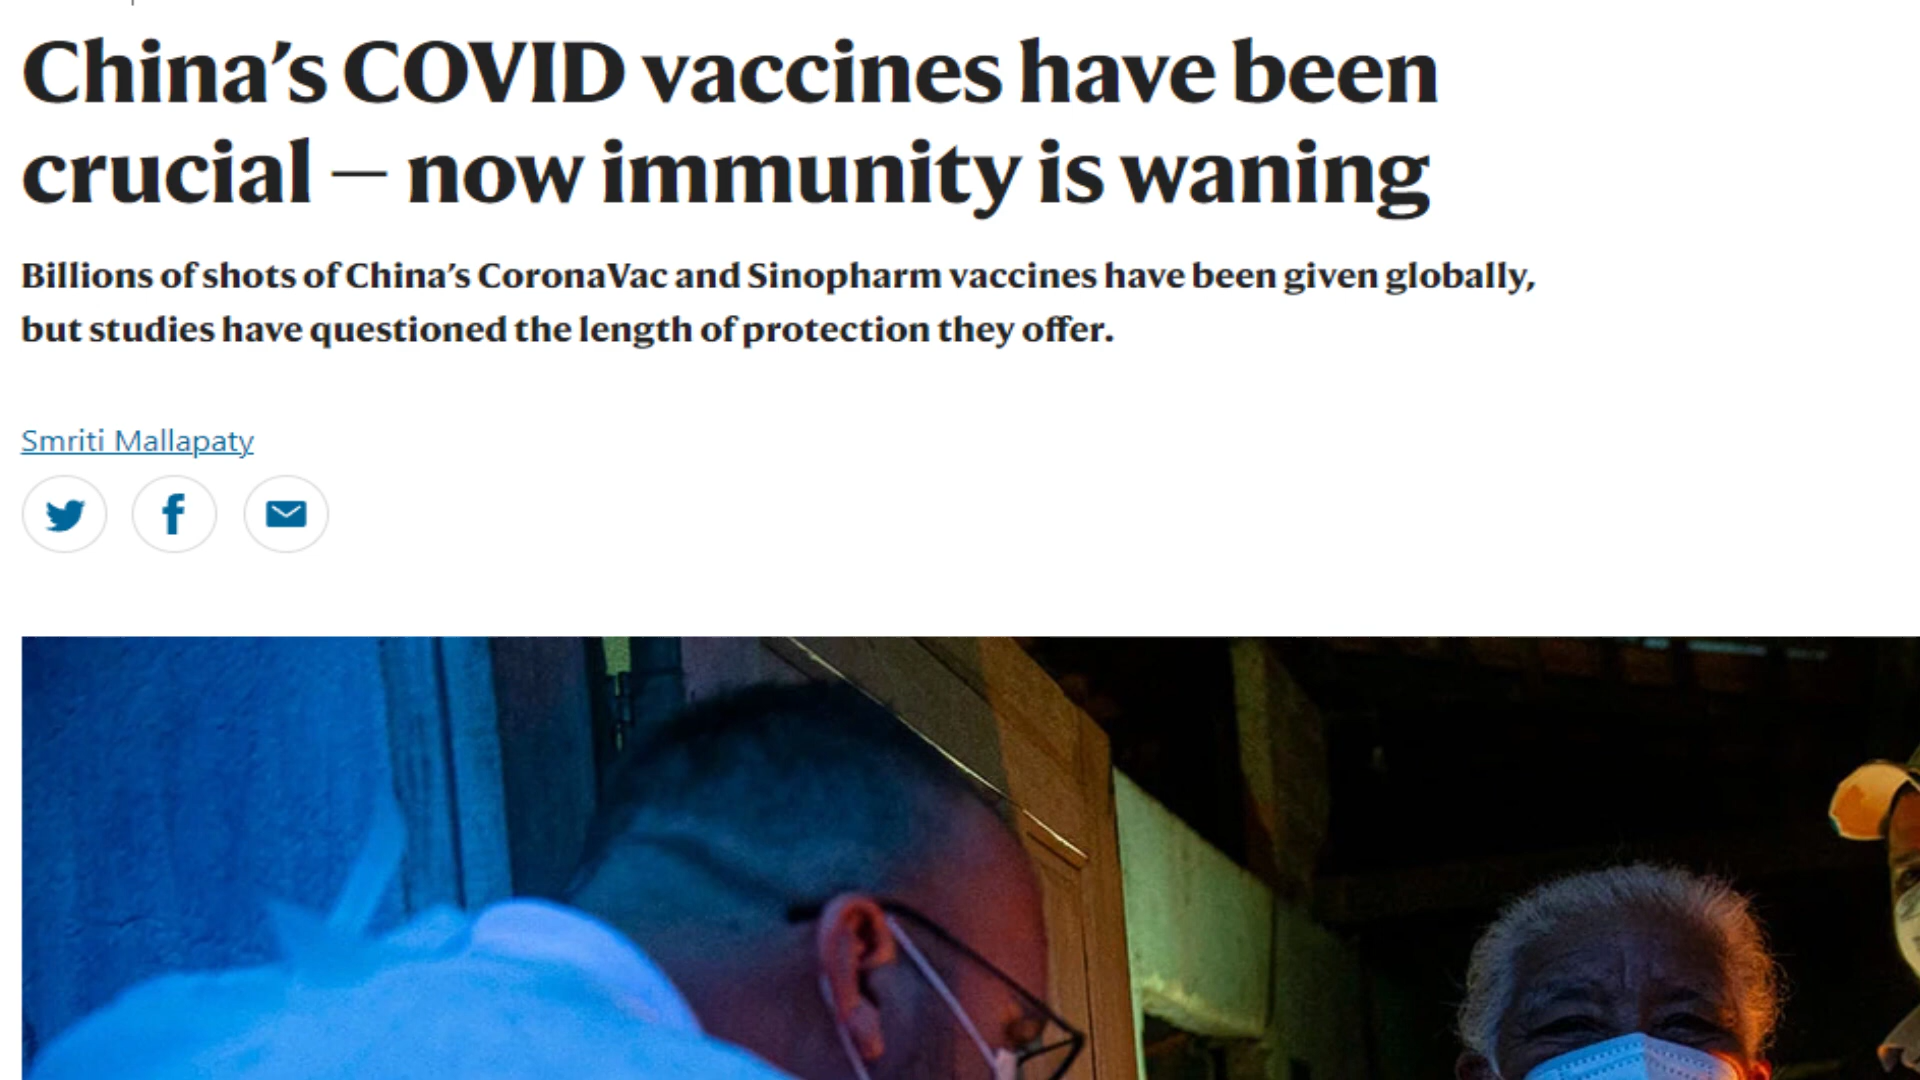 China’s COVID vaccines have been
crucial — now immunity is waning
Billions of shots of China’s CoronaVac and Sinopharm vaccines have been given globally,
but studies have questioned the length of protection they offer.
Smriti Mallapaty